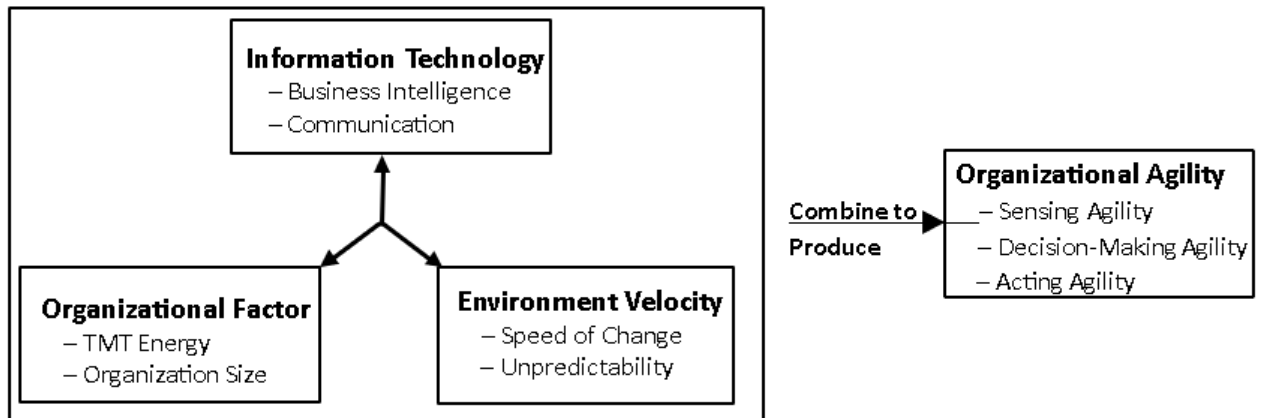 Information Technology
– Business Intelligence
– Communication
Organizational Factor
– TMT Energy
– Organization Size
Environment Velocity
– Speed of Change
– Unpredictability
Combine to
Produce
Organizational Agility
– Sensing Agility
– Decision-Making Agility
– Acting Agility